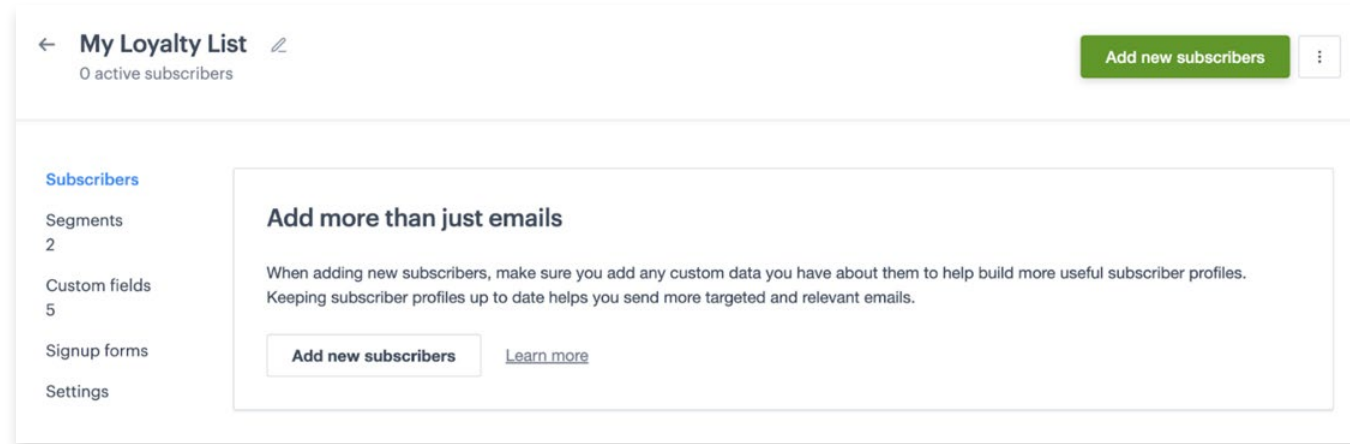 My Loyalty List
0 active subscribers
Add new subscribers
Subscribers
Segments
2
Custom fields
5
Signup forms
Settings
Add more than just emails
When adding new subscribers, make sure you add any custom data you have about them to help build more useful subscriber profiles.
Keeping subscriber profiles up to date helps you send more targeted and relevant emails.
Add new subscribers
Learn more